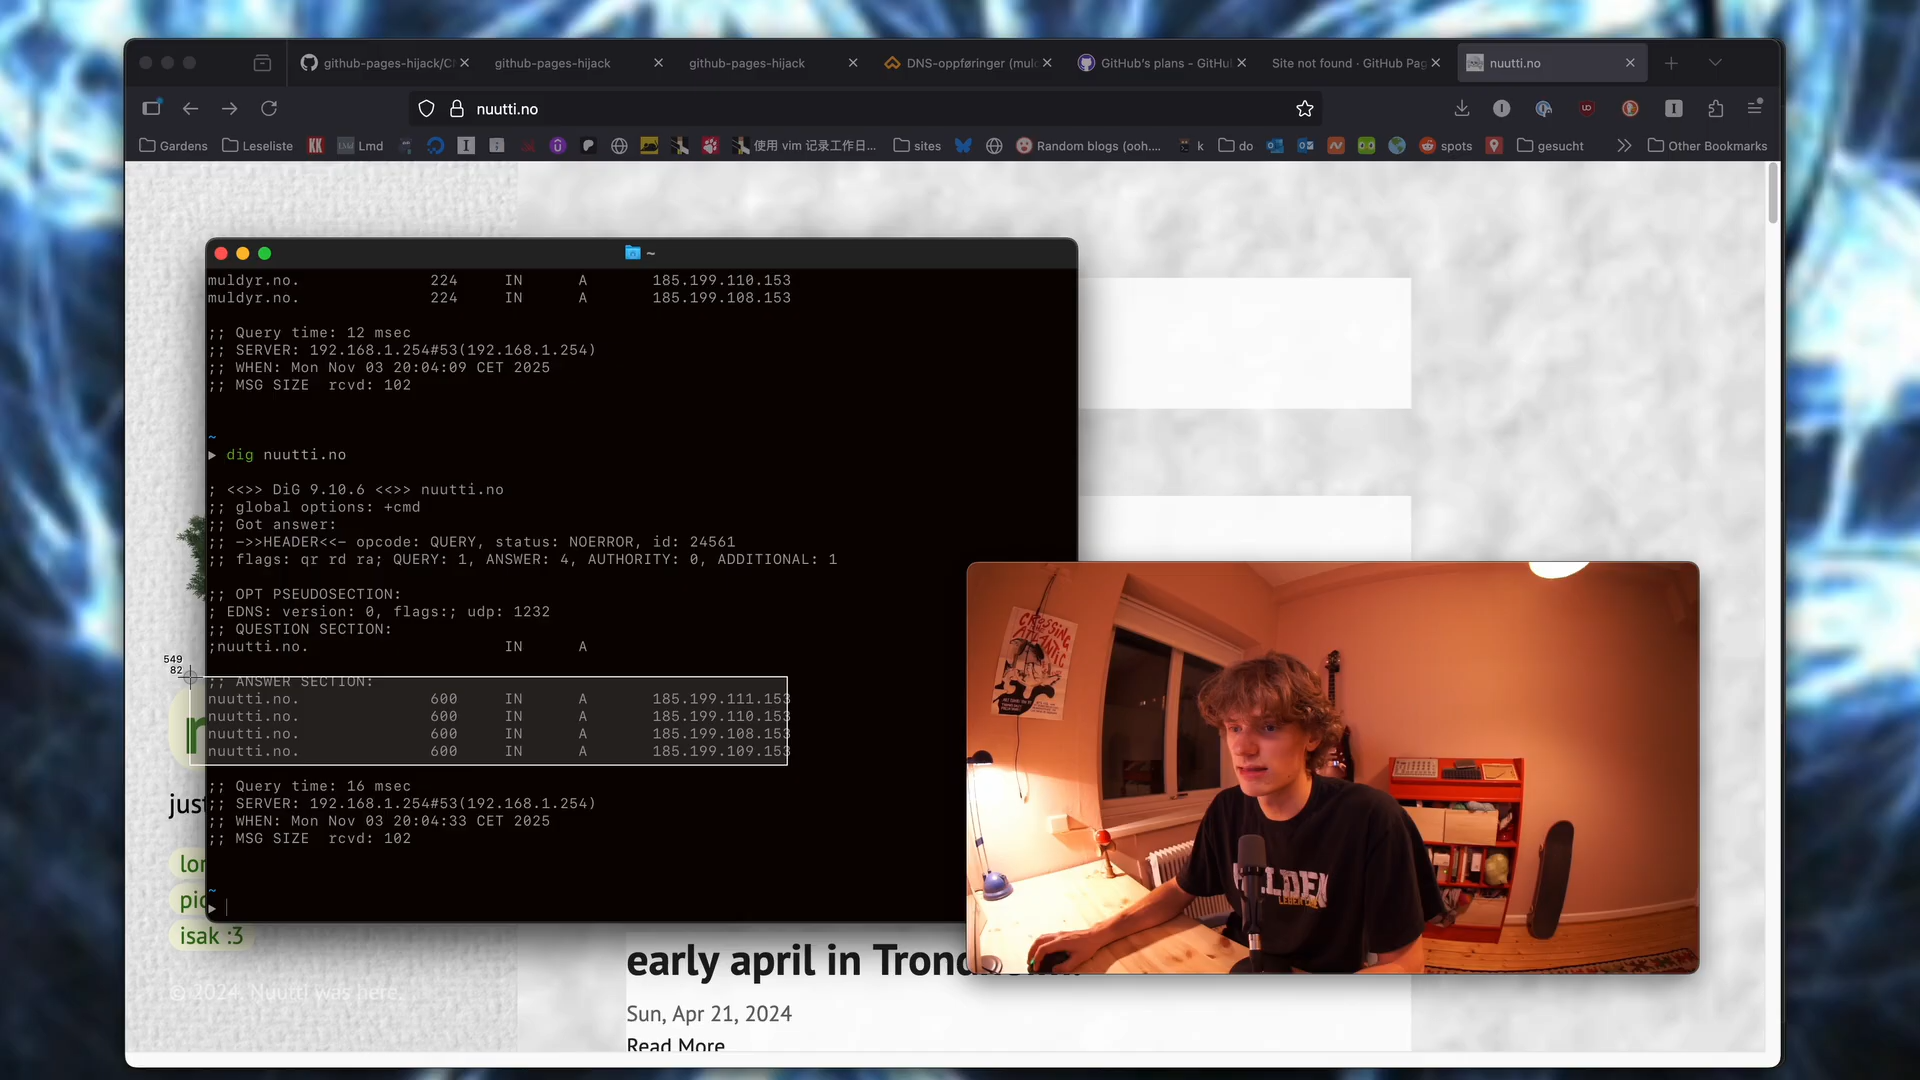 github-pages-hijack/C
github-pages-hijack
github-pages-hijack
DNS-oppføringer (mul
GitHub's plans - GitHu
Site not found · GitHub Pag
nuutti.no
nuutti.no
Gardens
Leseliste
KK
Lmd
使用 vim 记录工作日...
sites
Random blogs (ooh....
k
do
spots
gesucht
Other Bookmarks
~
muldyr.no. 224 IN A 185.199.110.153
muldyr.no. 224 IN A 185.199.108.153
;; Query time: 12 msec
;; SERVER: 192.168.1.254#53(192.168.1.254)
;; WHEN: Mon Nov 03 20:04:09 CET 2025
;; MSG SIZE rcvd: 102
~
▶ dig nuutti.no
; <<>> DiG 9.10.6 <<>> nuutti.no
;; global options: +cmd
;; Got answer:
;; ->>HEADER<<- opcode: QUERY, status: NOERROR, id: 24561
;; flags: qr rd ra; QUERY: 1, ANSWER: 4, AUTHORITY: 0, ADDITIONAL: 1
;; OPT PSEUDOSECTION:
; EDNS: version: 0, flags:; udp: 1232
;; QUESTION SECTION:
;nuutti.no. IN A
549
82
;; ANSWER SECTION:
nuutti.no. 600 IN A 185.199.111.153
nuutti.no. 600 IN A 185.199.110.153
nuutti.no. 600 IN A 185.199.108.153
nuutti.no. 600 IN A 185.199.109.153
;; Query time: 16 msec
;; SERVER: 192.168.1.254#53(192.168.1.254)
;; WHEN: Mon Nov 03 20:04:33 CET 2025
;; MSG SIZE rcvd: 102
~
▶
just
lor
pic
isak :3
© 2024. Nuutti was here.
early april in Trond
Sun, Apr 21, 2024
Read More
CROSSING
THE
ATLANTIC